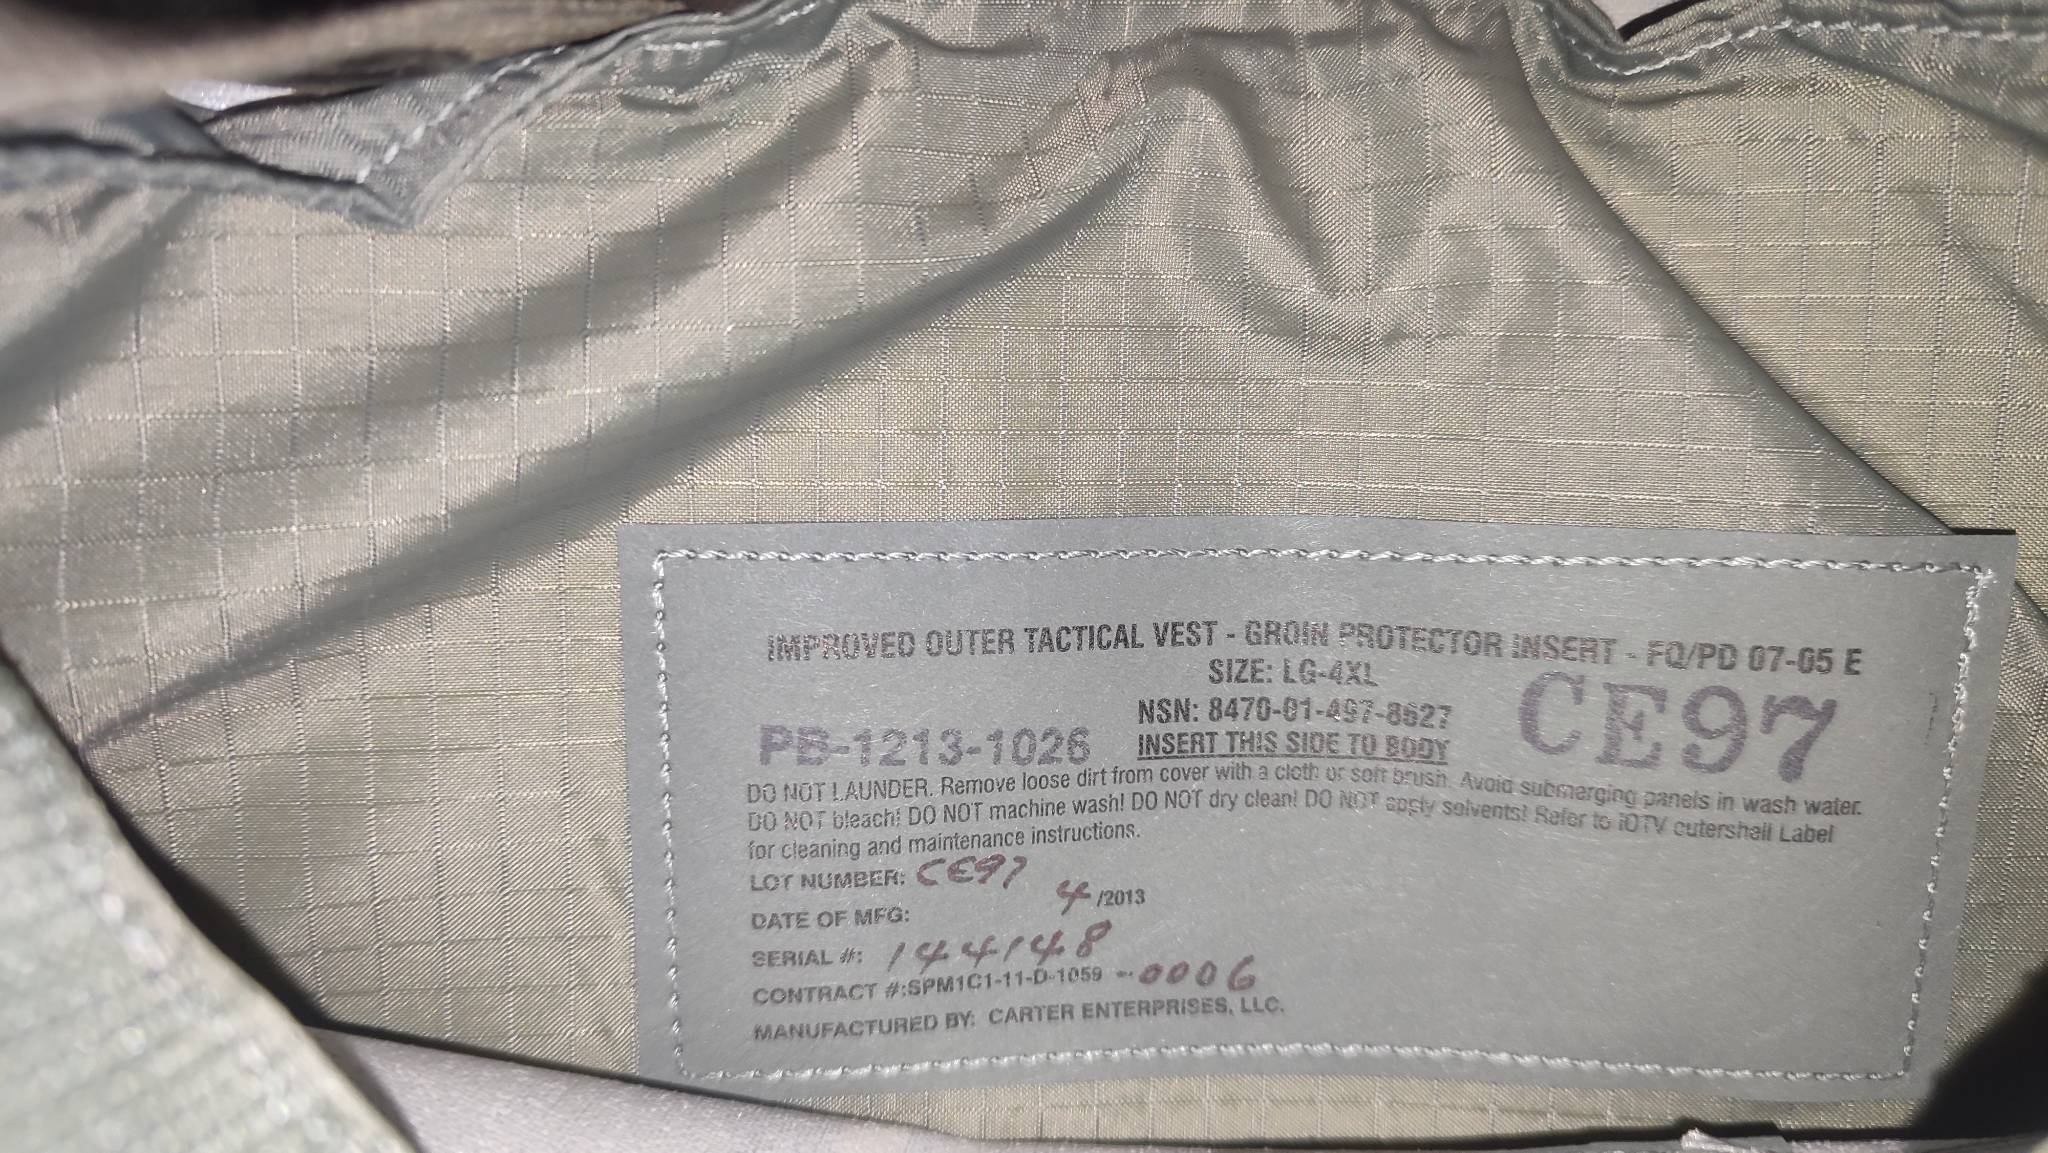 IMPROVED OUTER TACTICAL VEST - GROIN PROTECTOR INSERT - FQ/PD 07-05 E
SIZE: LG-4XL
NSN: 8470-01-497-8627
CE97
PB-1213-1026
INSERT THIS SIDE TO BODY
DO NOT LAUNDER. Remove loose dirt from cover with a cloth or soft brush. Avoid submerging panels in wash water.
DO NOT bleach! DO NOT machine wash! DO NOT dry clean! DO NOT apply solvents! Refer to IOTV outershell Label
for cleaning and maintenance instructions.
LOT NUMBER: CE97
DATE OF MFG: 4/2013
SERIAL #: 144148
CONTRACT #:SPM1C1-11-D-1059 -0006
MANUFACTURED BY: CARTER ENTERPRISES, LLC.